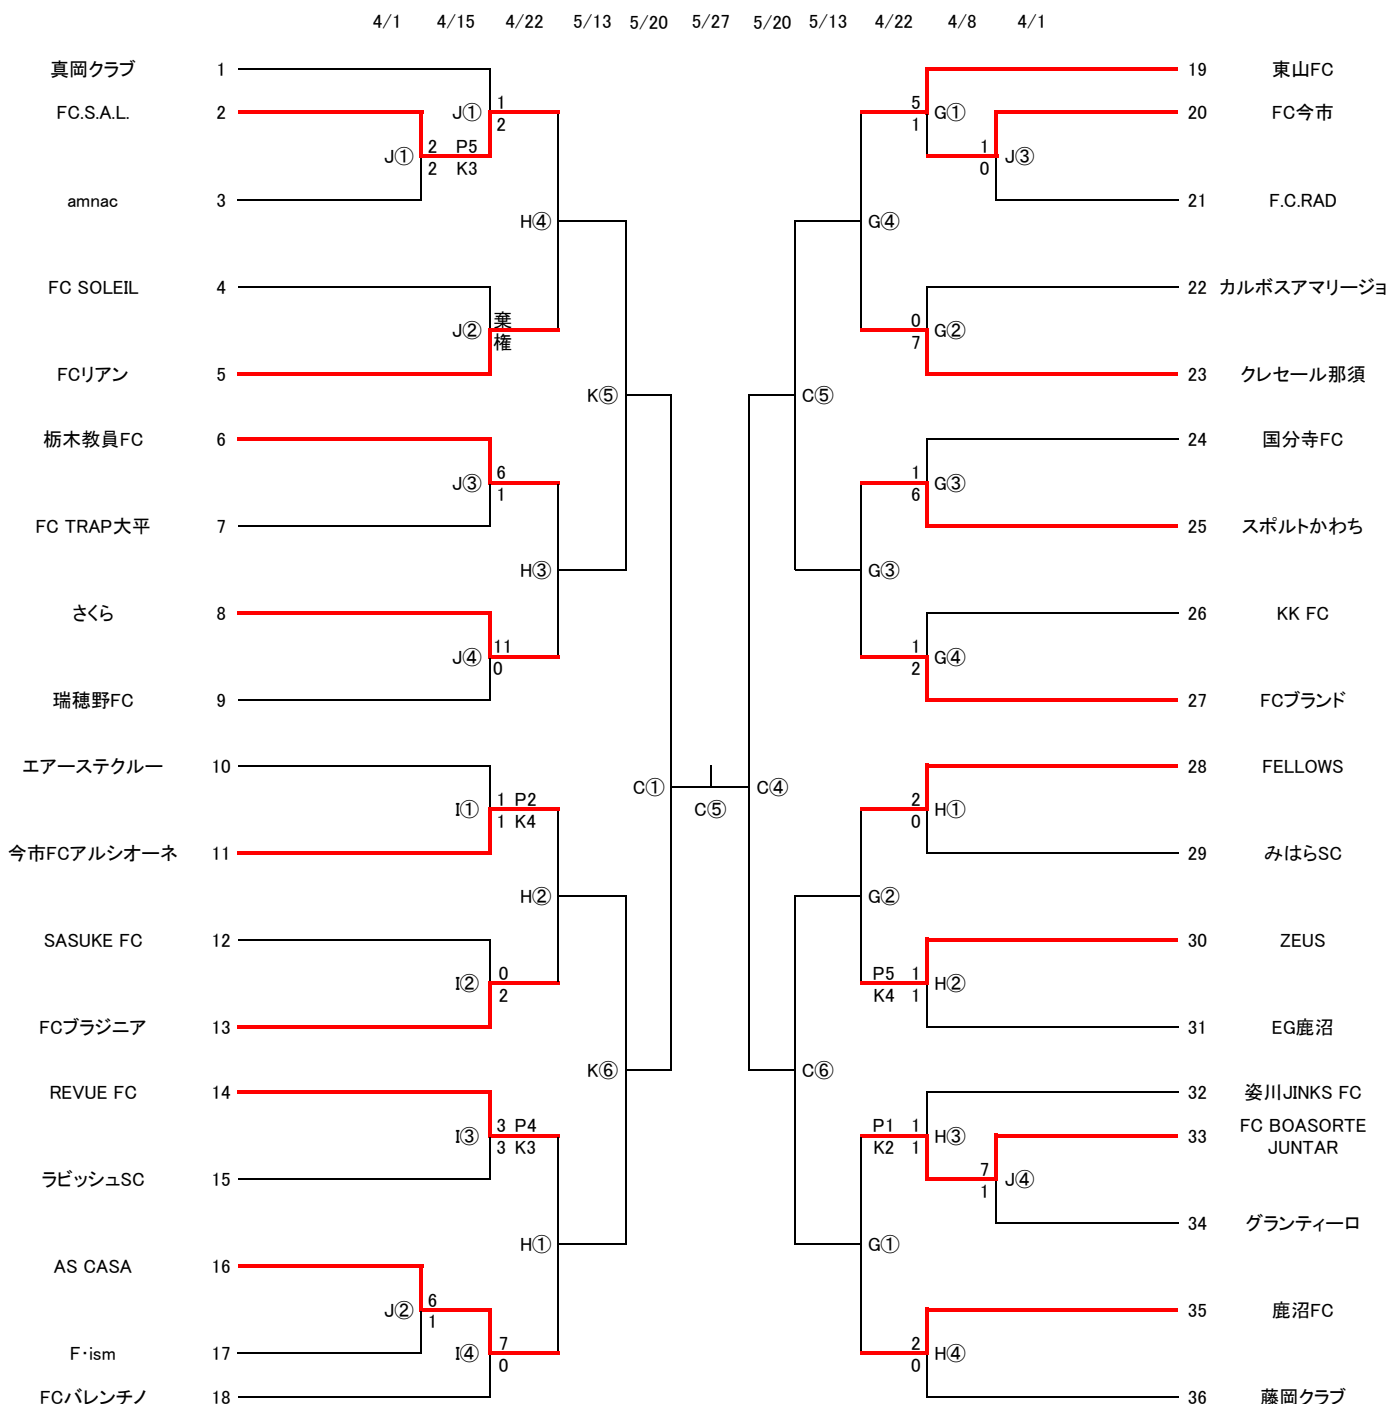 4/1 4/15 4/22 5/13 5/20 5/27 5/20 5/13 4/22 4/8 4/1
真岡クラブ 1
FC.S.A.L. 2
amnac 3
FC SOLEIL 4
FCリアン 5
栃木教員FC 6
FC TRAP大平 7
さくら 8
瑞穂野FC 9
エアーステクルー 10
今市FCアルシオーネ 11
SASUKE FC 12
FCブラジニア 13
REVUE FC 14
ラビッシュSC 15
AS CASA 16
F・ism 17
FCバレンチノ 18
J① 2 P5
2 K3
J② 6
1
J① 1
2
J② 棄
権
J③ 6
1
J④ 11
0
I① 1 P2
1 K4
I② 0
2
I③ 3 P4
3 K3
I④ 7
0
H④
H③
H②
H①
K⑤
K⑥
C①
C⑤
C④
C⑤
C⑥
G④
G③
G②
G①
5 G①
1
0 G②
7
1 G③
6
1 G④
2
2 H①
0
P5 1 H②
K4 1
P1 1 H③
K2 1
2 H④
0
1 J③
0
7 J④
1
19 東山FC
20 FC今市
21 F.C.RAD
22 カルボスアマリージョ
23 クレセール那須
24 国分寺FC
25 スポルトかわち
26 KK FC
27 FCブランド
28 FELLOWS
29 みはらSC
30 ZEUS
31 EG鹿沼
32 姿川JINKS FC
33 FC BOASORTE
JUNTAR
34 グランティーロ
35 鹿沼FC
36 藤岡クラブ